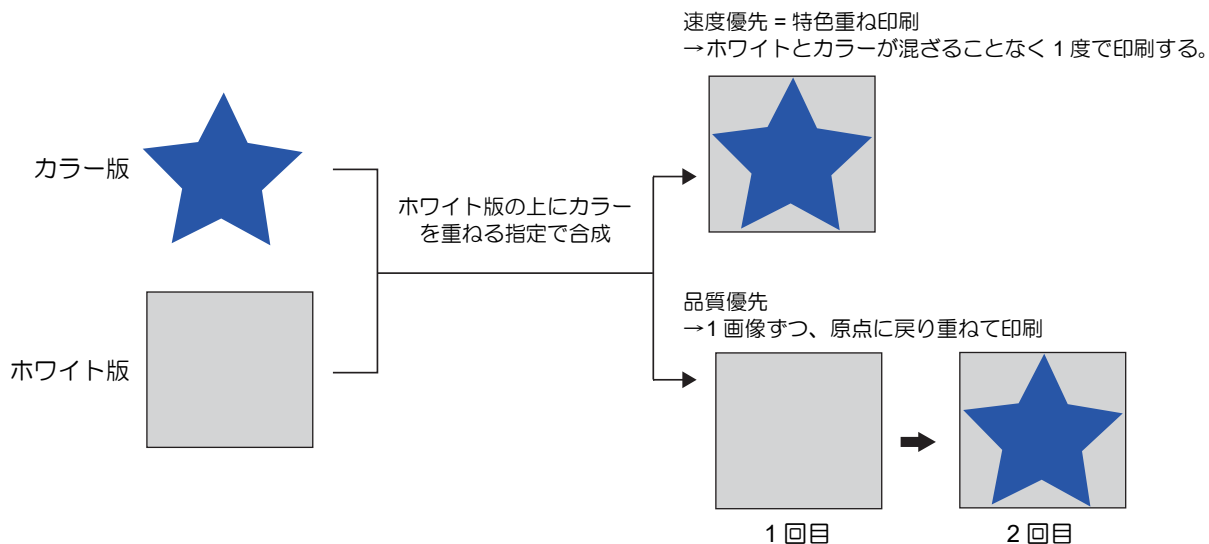 速度優先 = 特色重ね印刷
→ホワイトとカラーが混ざることなく 1 度で印刷する。
カラー版
ホワイト版の上にカラー
を重ねる指定で合成
ホワイト版
品質優先
→1 画像ずつ、原点に戻り重ねて印刷
1 回目
2 回目